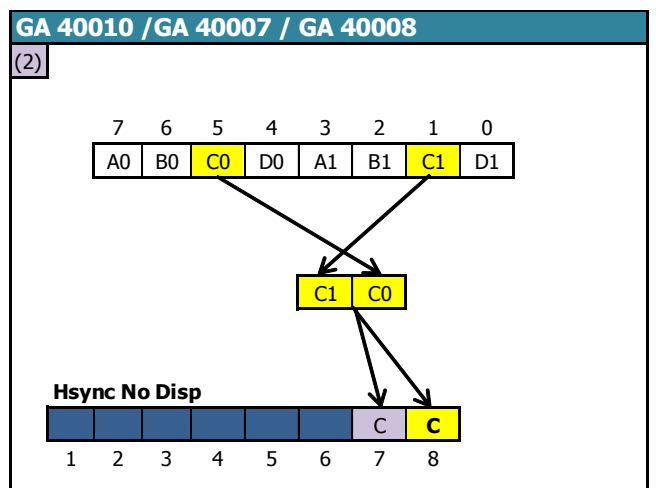 GA 40010 /GA 40007 / GA 40008
(2)
7 6 5 4 3 2 1 0
A0 B0 C0 D0 A1 B1 C1 D1
C1 C0
Hsync No Disp
C C
1 2 3 4 5 6 7 8